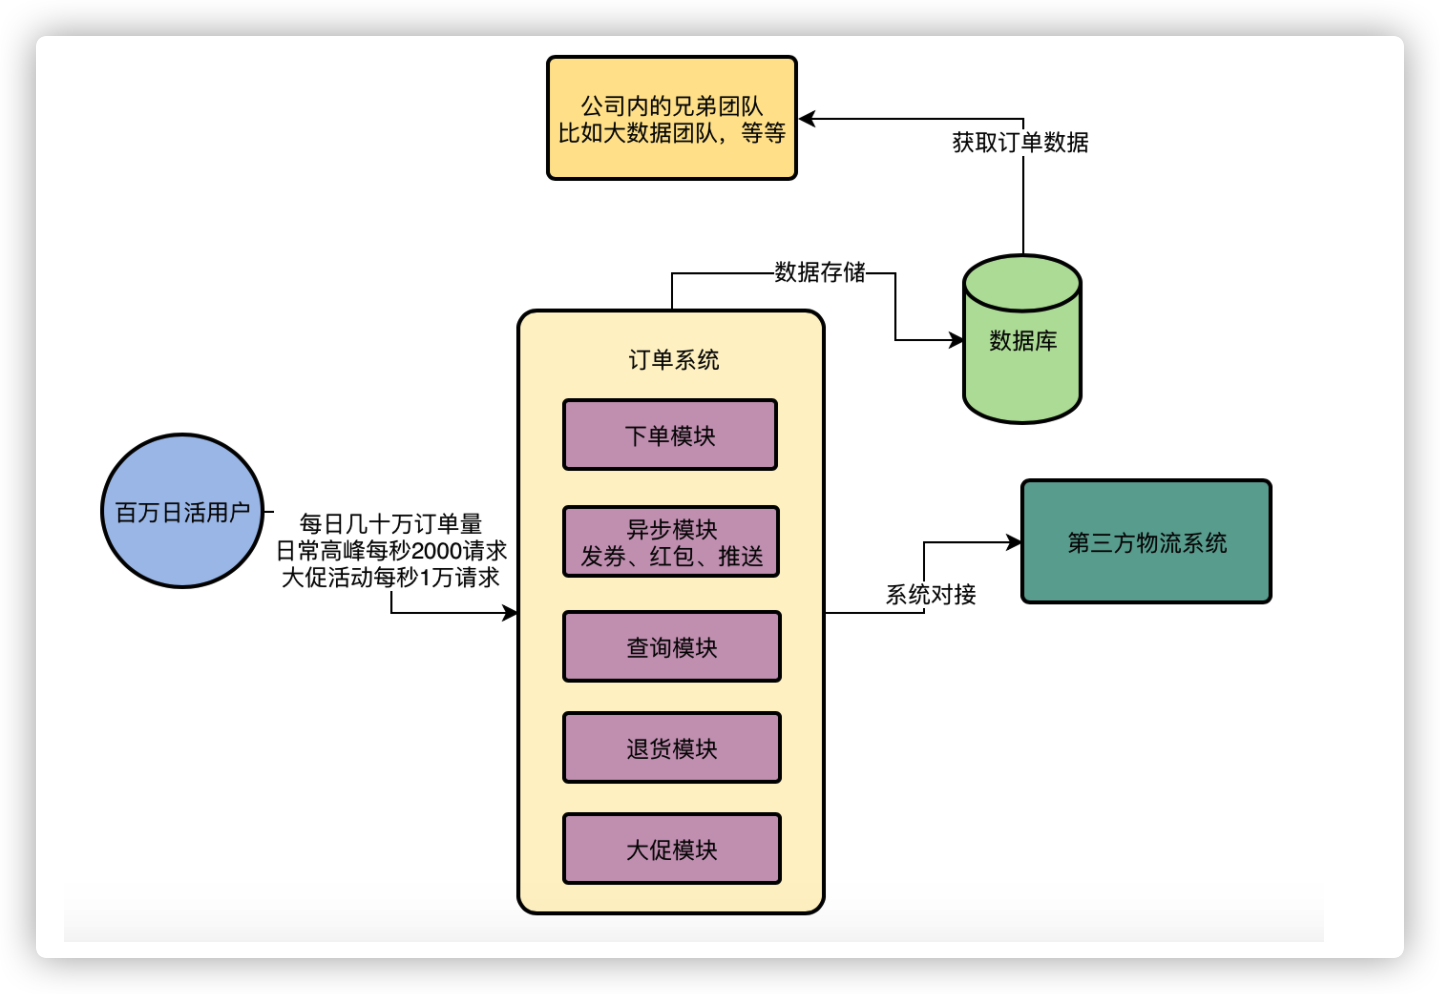 公司内的兄弟团队
比如大数据团队，等等
获取订单数据
数据存储
数据库
订单系统
下单模块
异步模块
发券、红包、推送
查询模块
退货模块
大促模块
百万日活用户
每日几十万订单量
日常高峰每秒2000请求
大促活动每秒1万请求
系统对接
第三方物流系统